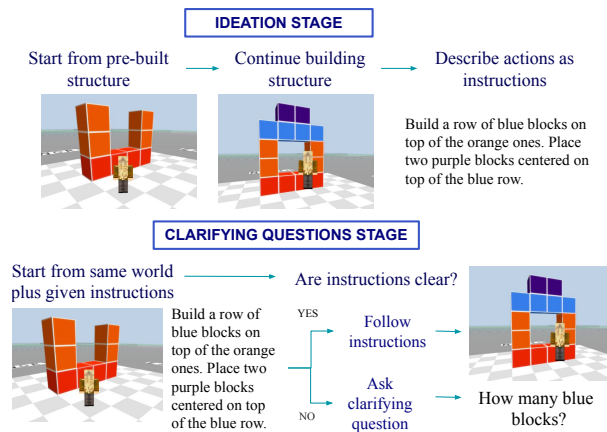 IDEATION STAGE
Start from pre-built
structure
Continue building
structure
Describe actions as
instructions
Build a row of blue blocks on
top of the orange ones. Place
two purple blocks centered on
top of the blue row.
CLARIFYING QUESTIONS STAGE
Start from same world
plus given instructions
Are instructions clear?
Build a row of
blue blocks on
top of the orange
ones. Place two
purple blocks
centered on top
of the blue row.
YES
Follow
instructions
NO
Ask
clarifying
question
How many blue
blocks?